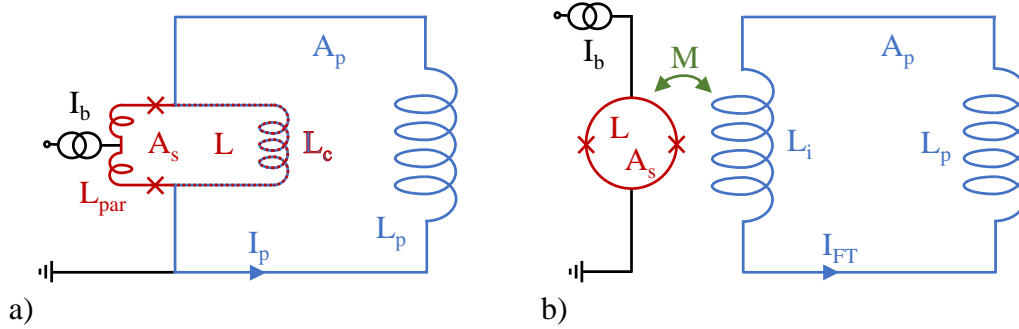 A_p
I_b
A_s
L
L_c
L_par
L_p
I_p
a)
I_b
M
A_p
L
A_s
L_i
L_p
I_FT
b)